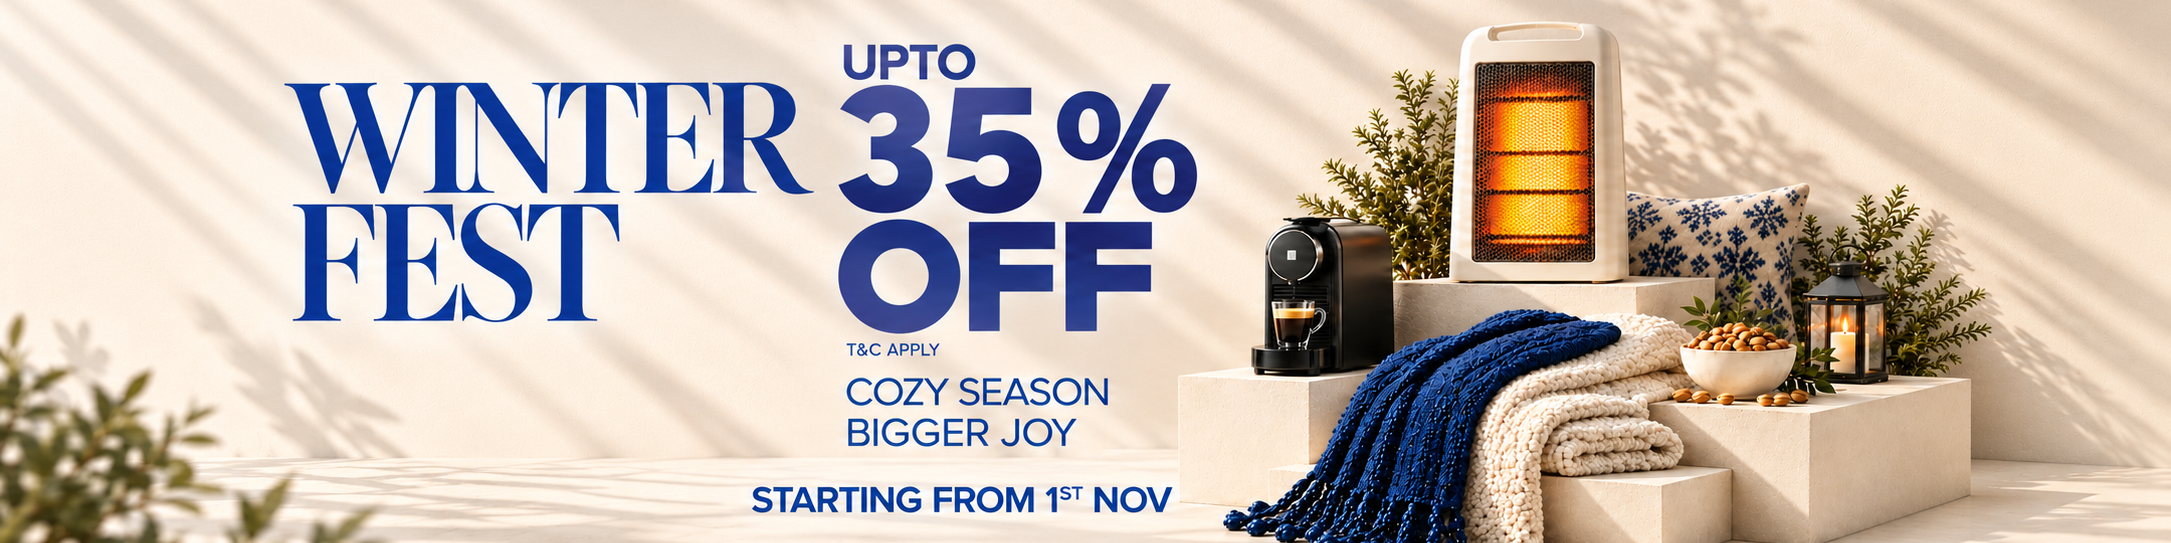 WINTER
FEST
UPTO
35%
OFF
T&C APPLY
COZY SEASON
BIGGER JOY
STARTING FROM 1ST NOV